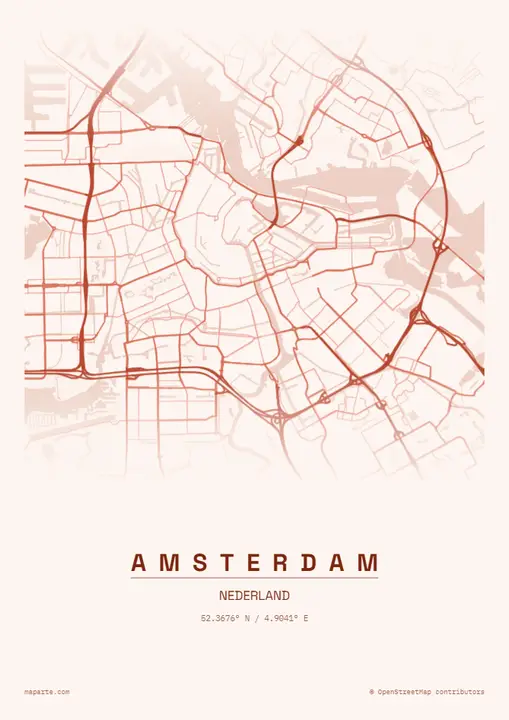 AMSTERDAM
NEDERLAND
52.3676° N / 4.9041° E
maparte.com
© OpenStreetMap contributors